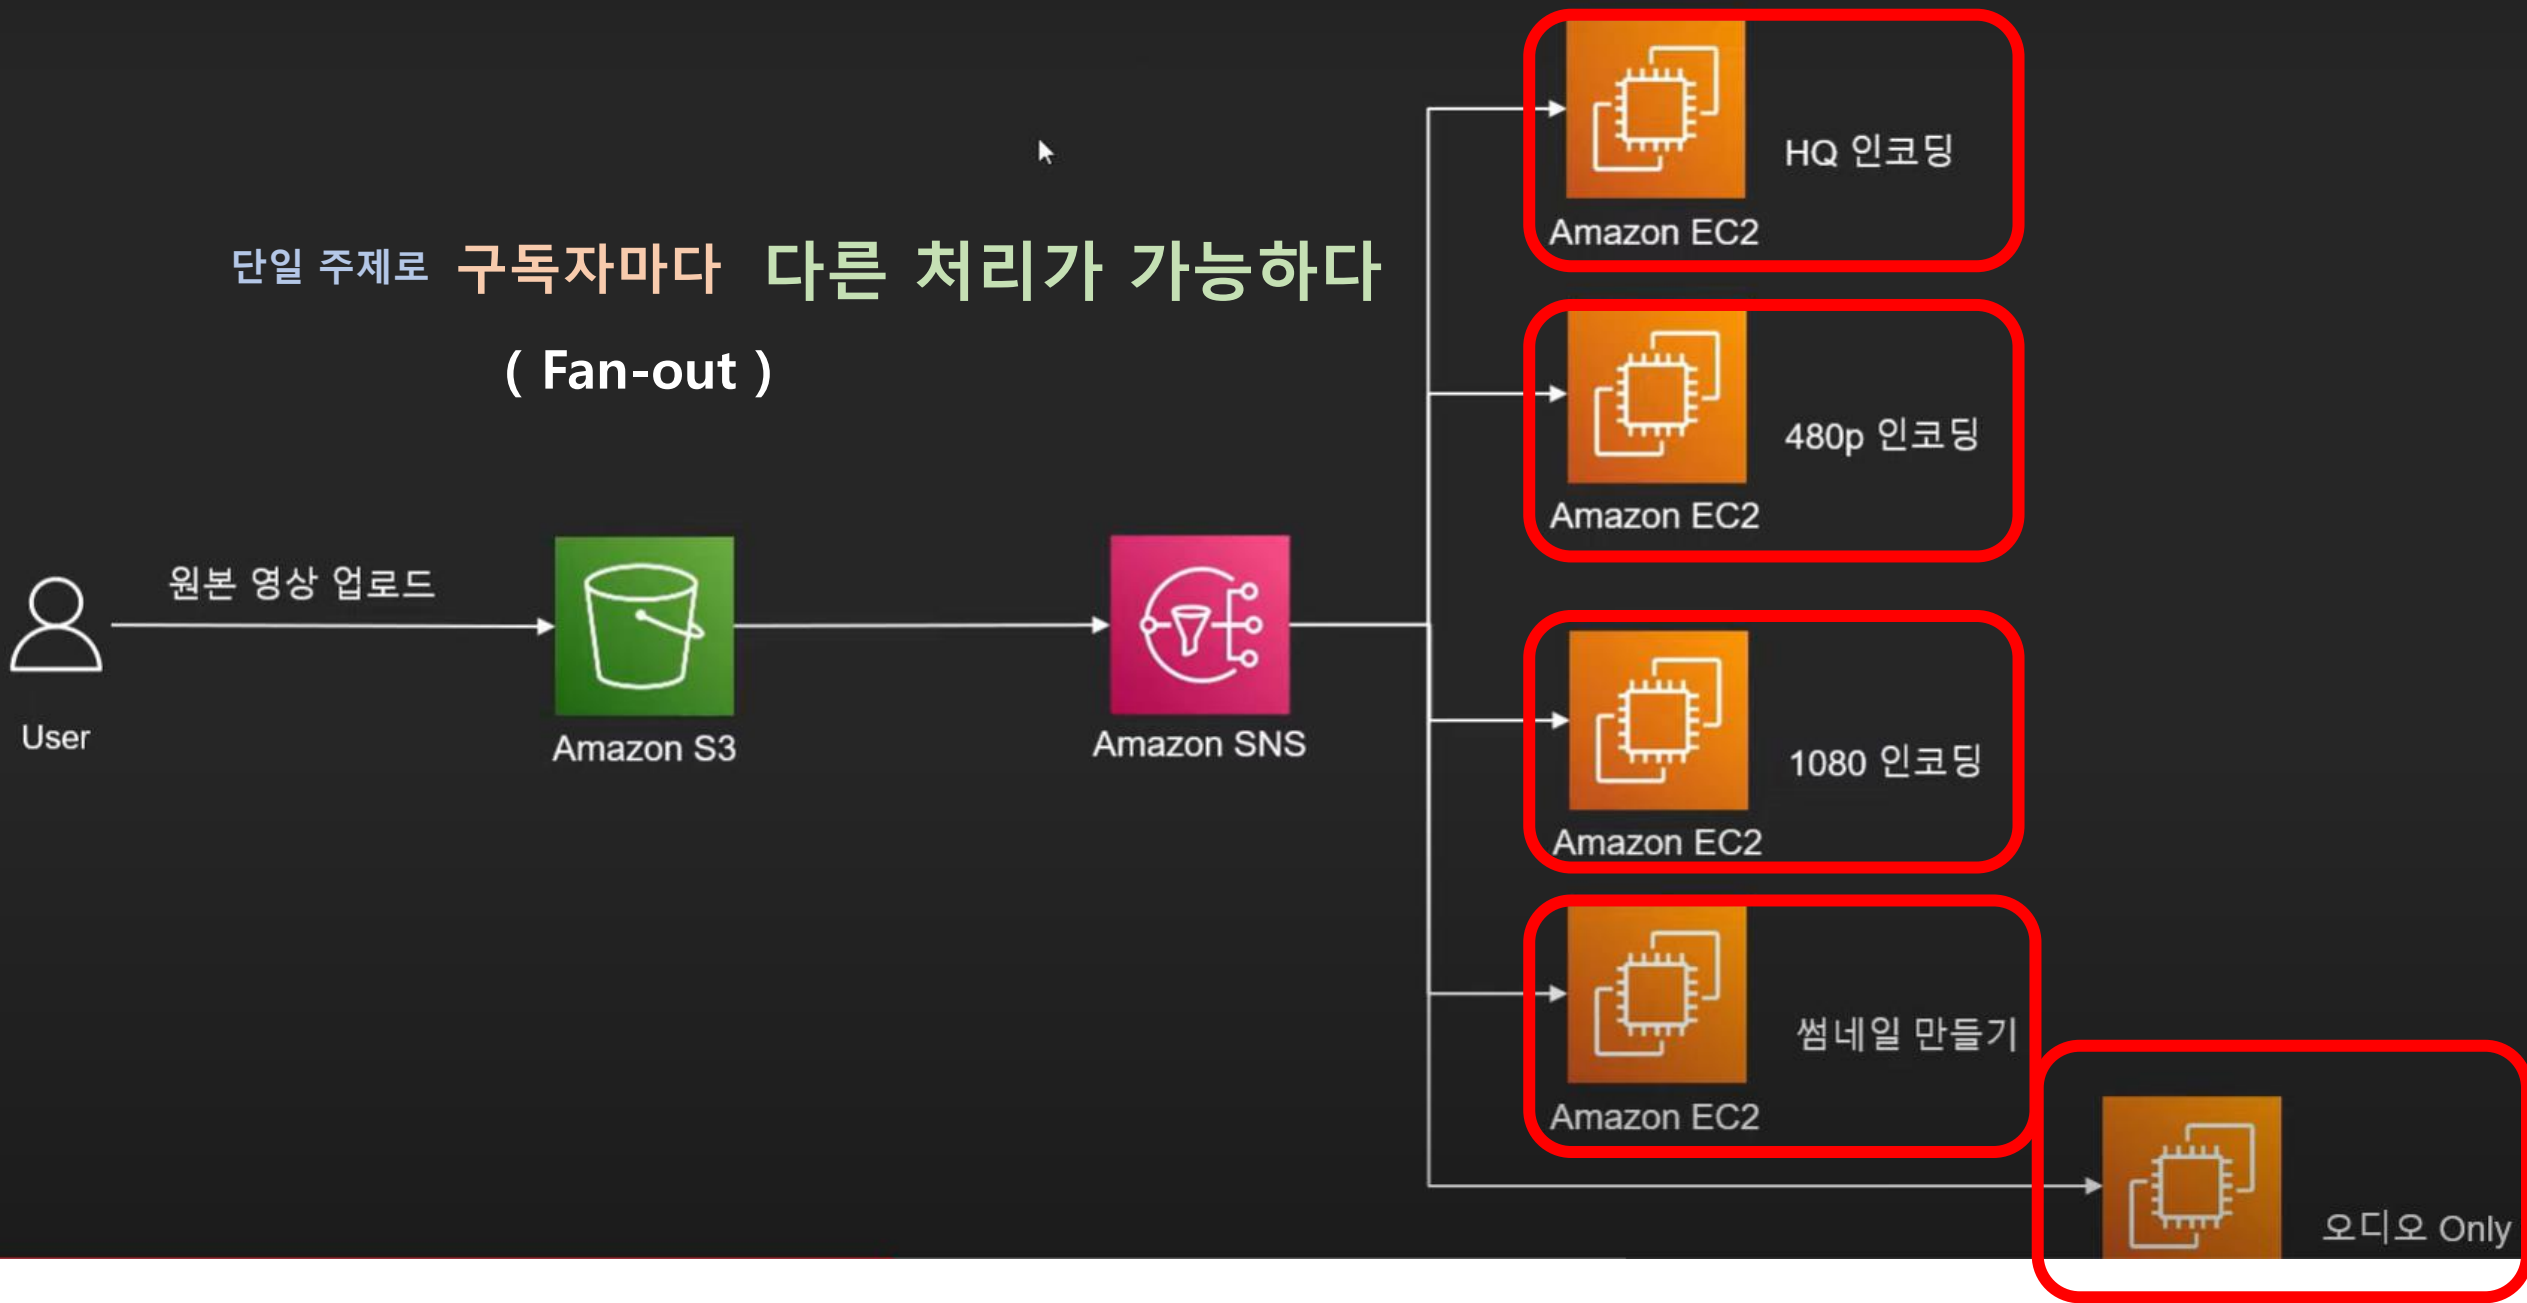 HQ 인코딩
Amazon EC2
단일 주제로 구독자마다 다른 처리가 가능하다
( Fan-out )
480p 인코딩
Amazon EC2
원본 영상 업로드
User
Amazon S3
Amazon SNS
1080 인코딩
Amazon EC2
썸네일 만들기
Amazon EC2
오디오 Only